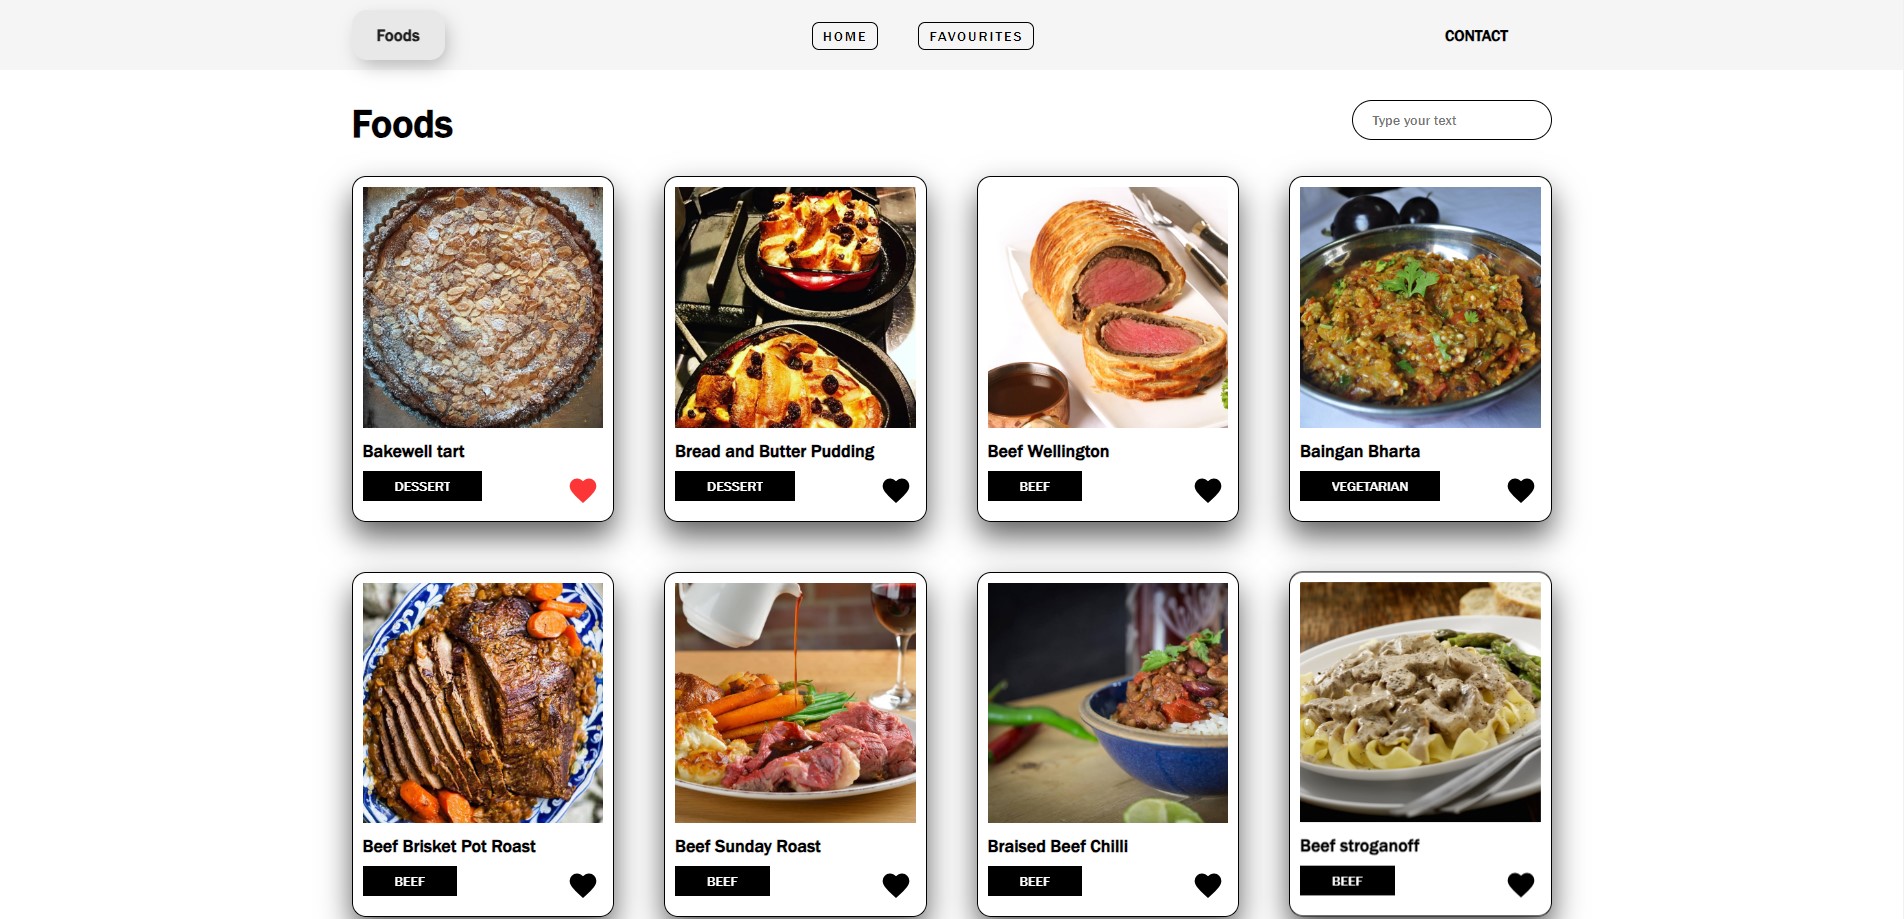 Foods
HOME
FAVOURITES
CONTACT
Foods
Type your text
Bakewell tart
DESSERT
Bread and Butter Pudding
DESSERT
Beef Wellington
BEEF
Baingan Bharta
VEGETARIAN
Beef Brisket Pot Roast
BEEF
Beef Sunday Roast
BEEF
Braised Beef Chilli
BEEF
Beef stroganoff
BEEF